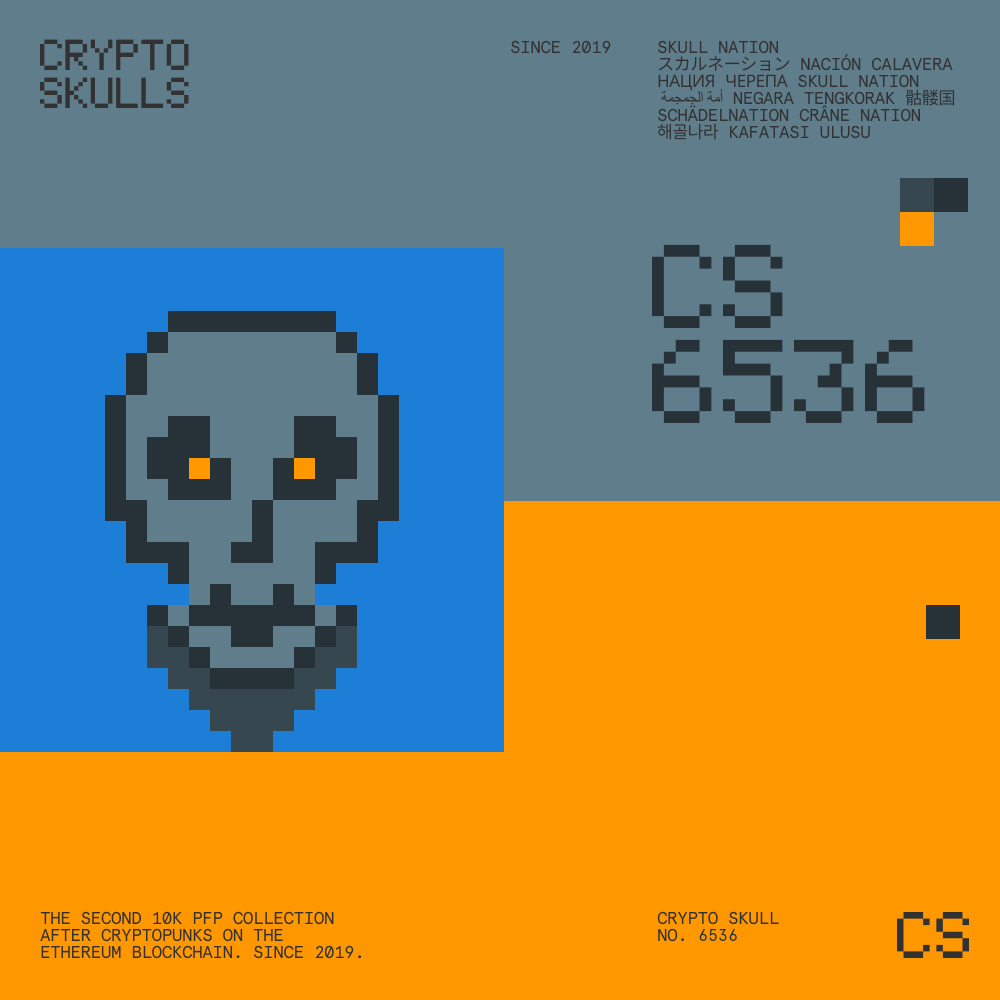 CRYPTO
SKULLS
SINCE 2019
SKULL NATION
スカルネーション NACIÓN CALAVERA
НАЦИЯ ЧЕРЕПА SKULL NATION
أمة الجمجمة NEGARA TENGKORAK 骷髅国
SCHÄDELNATION CRÂNE NATION
해골나라 KAFATASI ULUSU
CS
6536
THE SECOND 10K PFP COLLECTION
AFTER CRYPTOPUNKS ON THE
ETHEREUM BLOCKCHAIN. SINCE 2019.
CRYPTO SKULL
NO. 6536
CS